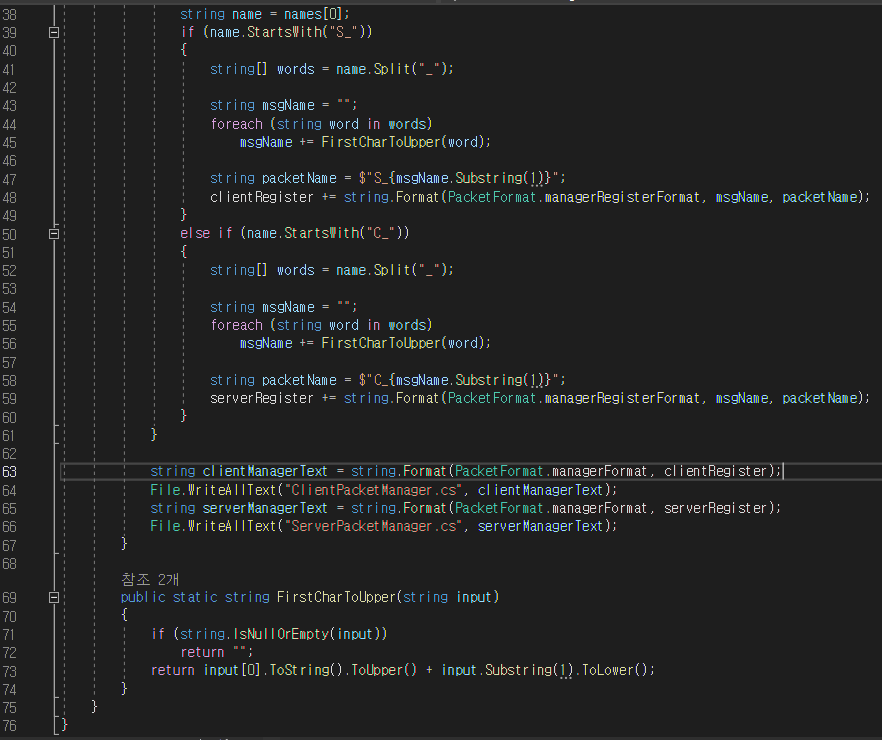 38 string name = names[0];
39 if (name.StartsWith("S_"))
40 {
41 string[] words = name.Split("_");
42
43 string msgName = "";
44 foreach (string word in words)
45 msgName += FirstCharToUpper(word);
46
47 string packetName = $"S_{msgName.Substring(1)}";
48 clientRegister += string.Format(PacketFormat.managerRegisterFormat, msgName, packetName);
49 }
50 else if (name.StartsWith("C_"))
51 {
52 string[] words = name.Split("_");
53
54 string msgName = "";
55 foreach (string word in words)
56 msgName += FirstCharToUpper(word);
57
58 string packetName = $"C_{msgName.Substring(1)}";
59 serverRegister += string.Format(PacketFormat.managerRegisterFormat, msgName, packetName);
60 }
61 }
62
63 string clientManagerText = string.Format(PacketFormat.managerFormat, clientRegister);
64 File.WriteAllText("ClientPacketManager.cs", clientManagerText);
65 string serverManagerText = string.Format(PacketFormat.managerFormat, serverRegister);
66 File.WriteAllText("ServerPacketManager.cs", serverManagerText);
67 }
68
참조 2개
69 public static string FirstCharToUpper(string input)
70 {
71 if (string.IsNullOrEmpty(input))
72 return "";
73 return input[0].ToString().ToUpper() + input.Substring(1).ToLower();
74 }
75 }
76 }